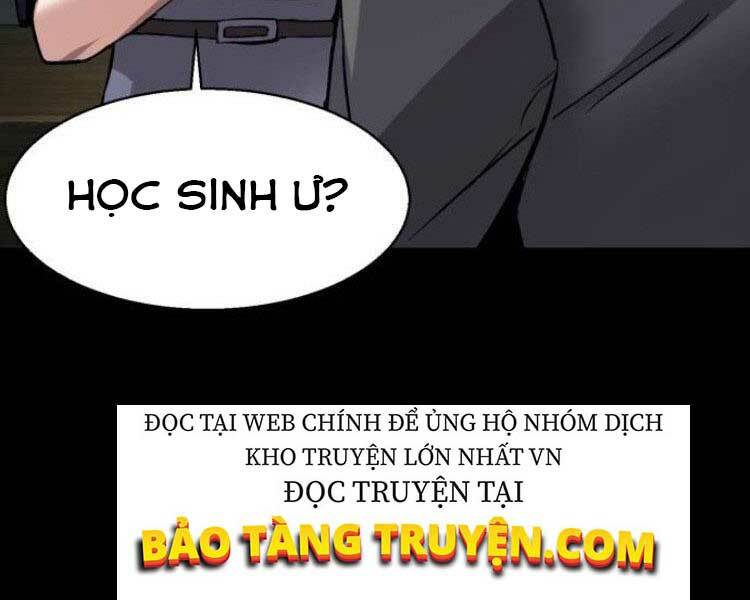 HỌC SINH Ư?
ĐỌC TẠI WEB CHÍNH ĐỂ ỦNG HỘ NHÓM DỊCH
KHO TRUYỆN LỚN NHẤT VN
ĐỌC TRUYỆN TẠI
BẢO TÀNG TRUYỆN.COM